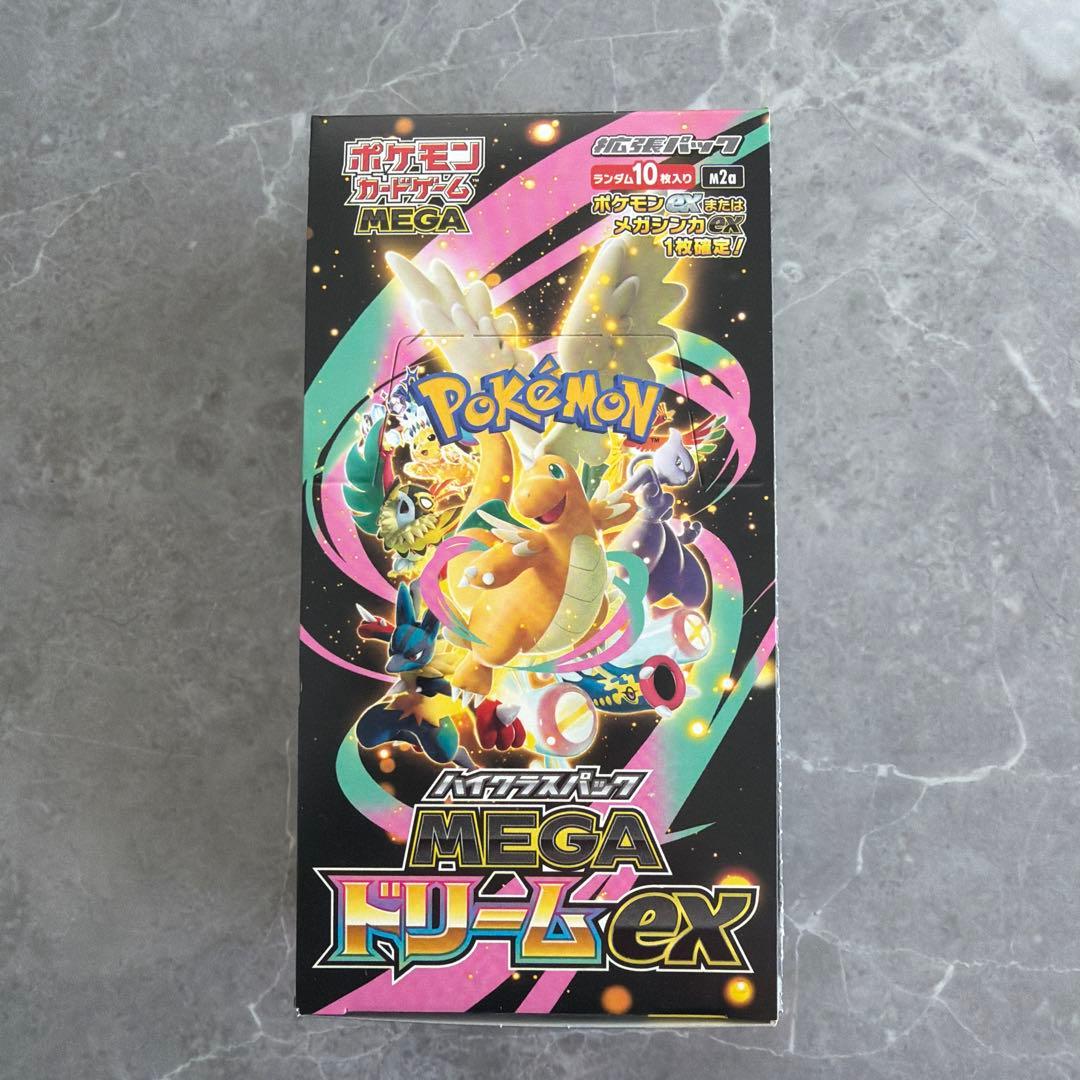 ポケモン
カードゲーム
MEGA
拡張パック
ランダム10枚入り
M2a
ポケモンexまたは
メガシンカex
1枚確定!
POKéMON
TM
ハイクラスパック
MEGA
ドリームex